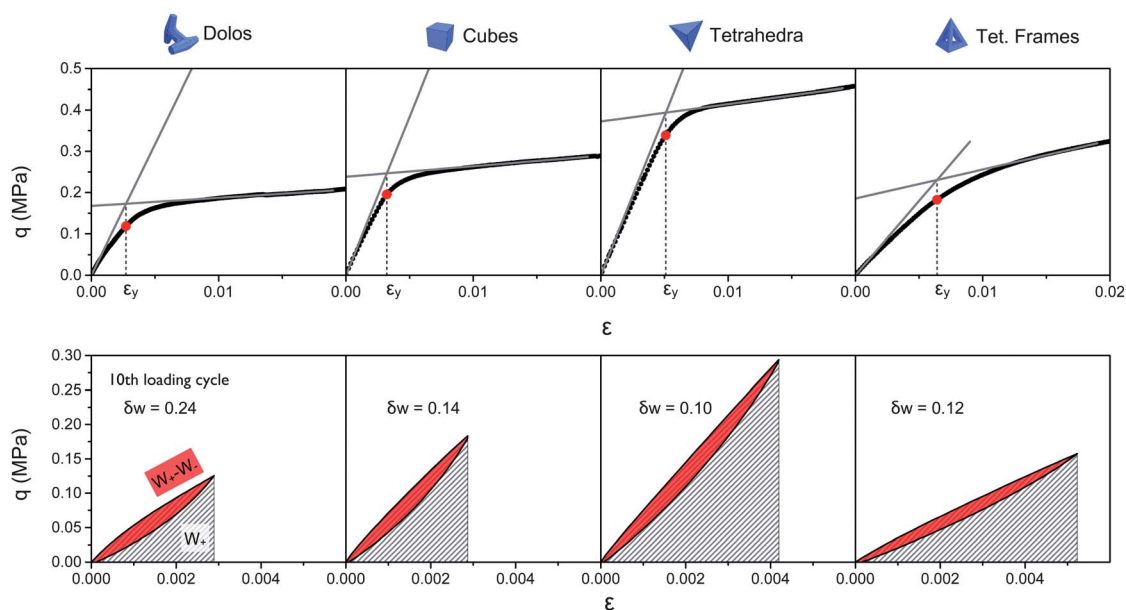 Dolos Cubes Tetrahedra Tet. Frames
0.5
0.4
0.3
0.2
0.1
0.0
q (MPa)
0.00 εy 0.01 0.00 εy 0.01 0.00 εy 0.01 0.00 εy 0.01 0.02
ε
0.30
0.25
0.20
0.15
0.10
0.05
0.00
q (MPa)
10th loading cycle
δw = 0.24 δw = 0.14 δw = 0.10 δw = 0.12
W+-W-
W+
0.000 0.002 0.004 0.000 0.002 0.004 0.000 0.002 0.004 0.000 0.002 0.004
ε